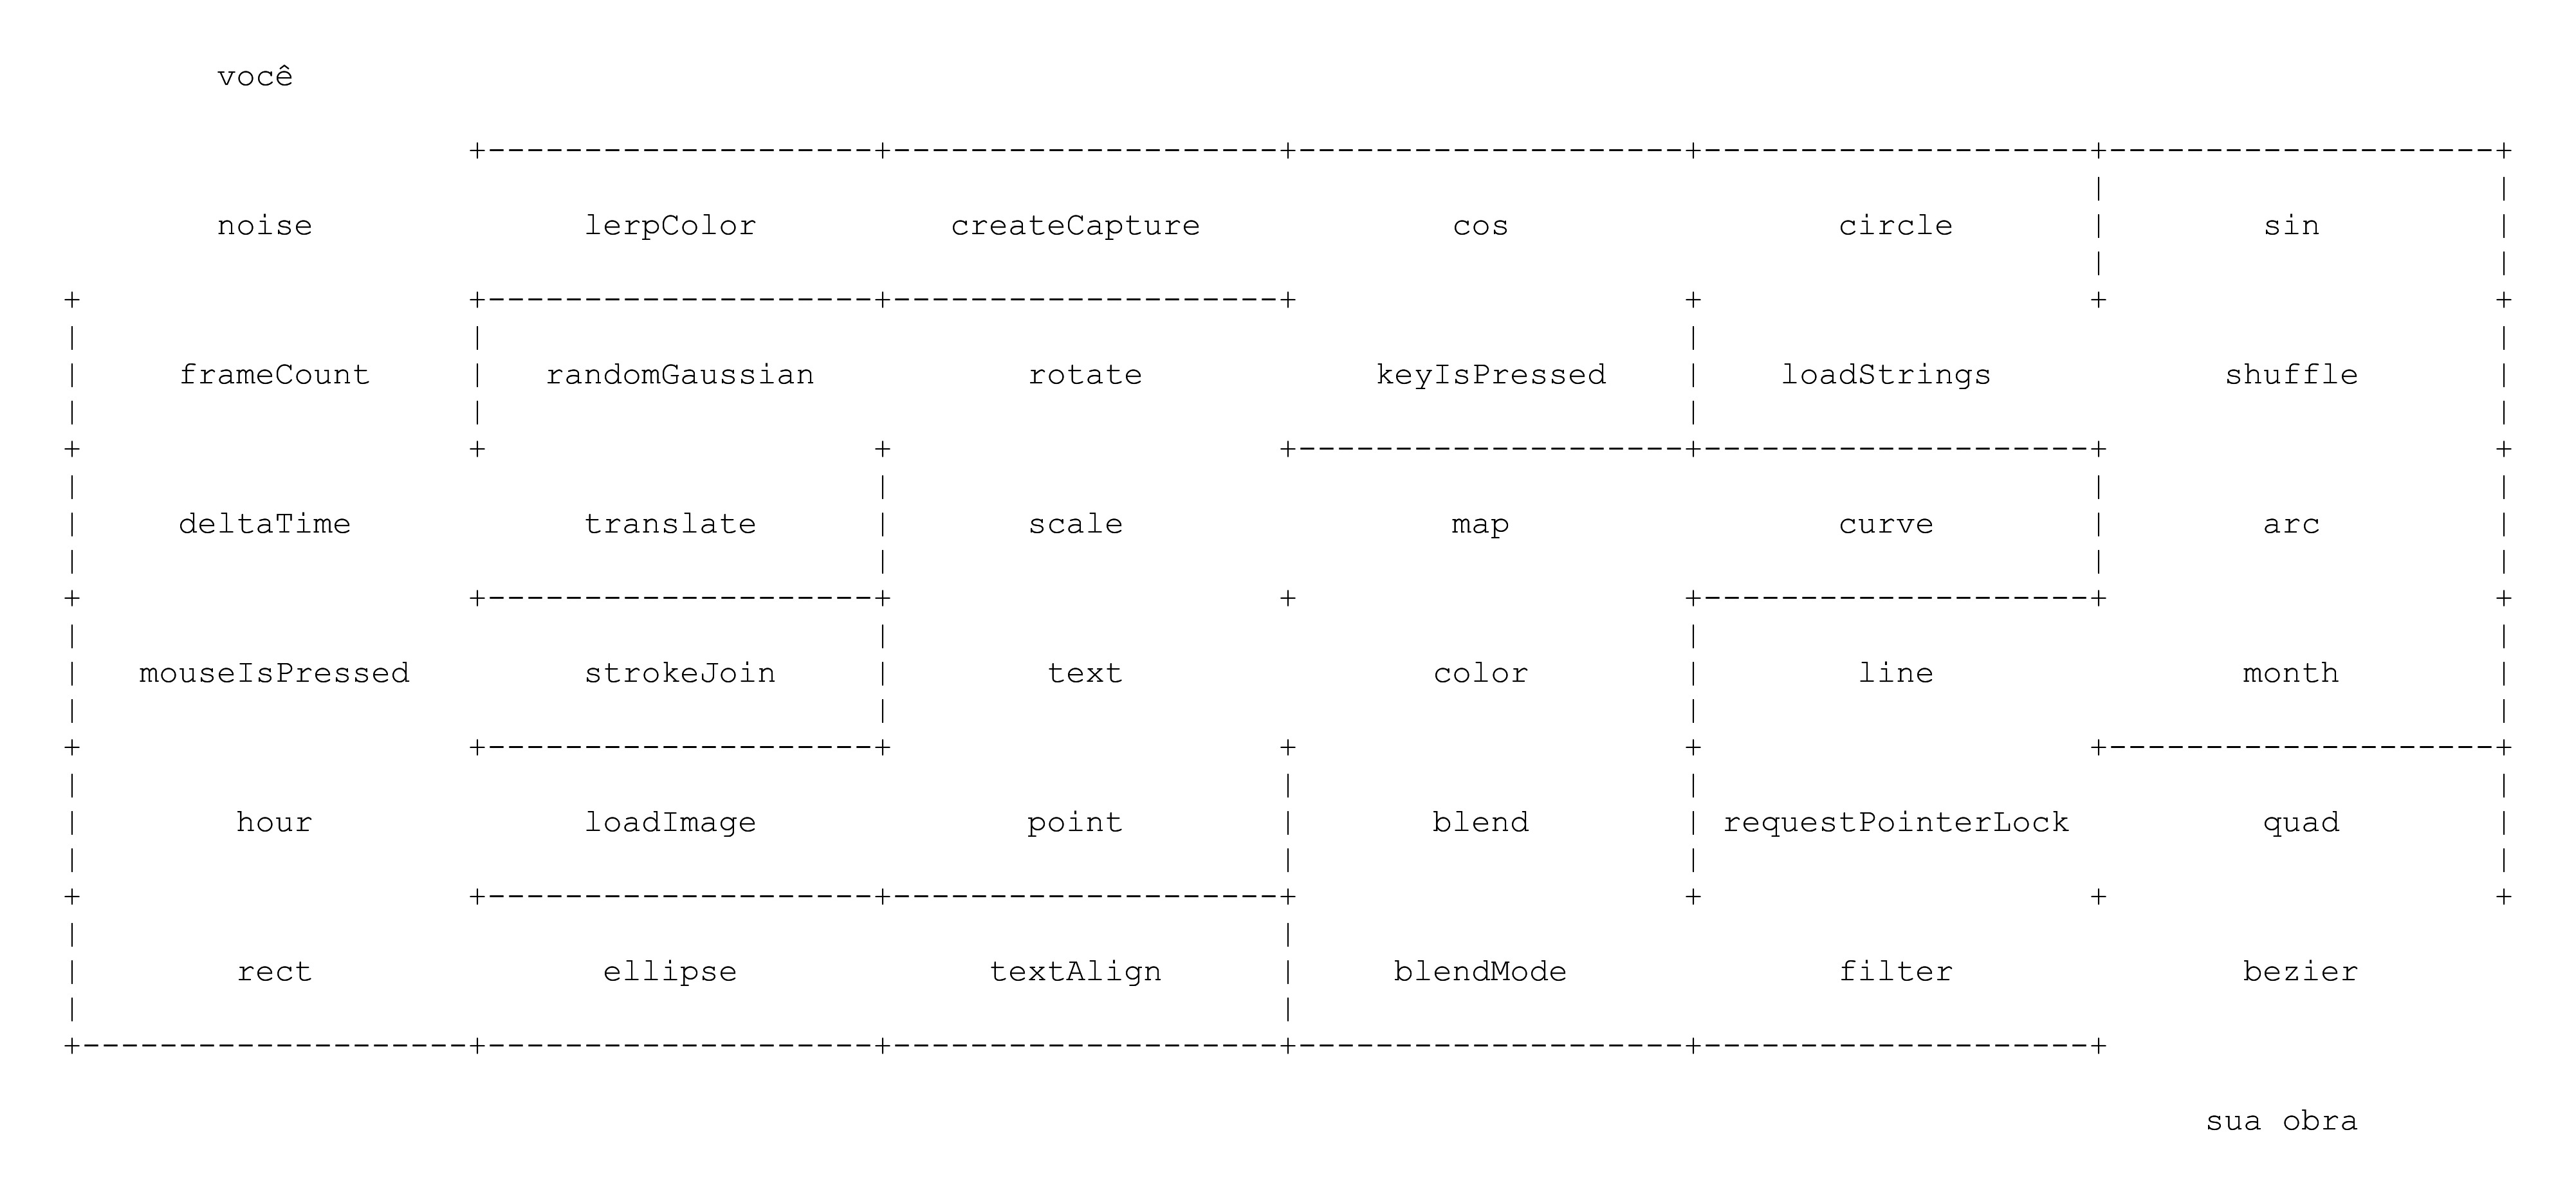 você
noise lerpColor createCapture cos circle sin
frameCount randomGaussian rotate keyIsPressed loadStrings shuffle
deltaTime translate scale map curve arc
mouseIsPressed strokeJoin text color line month
hour loadImage point blend requestPointerLock quad
rect ellipse textAlign blendMode filter bezier
sua obra